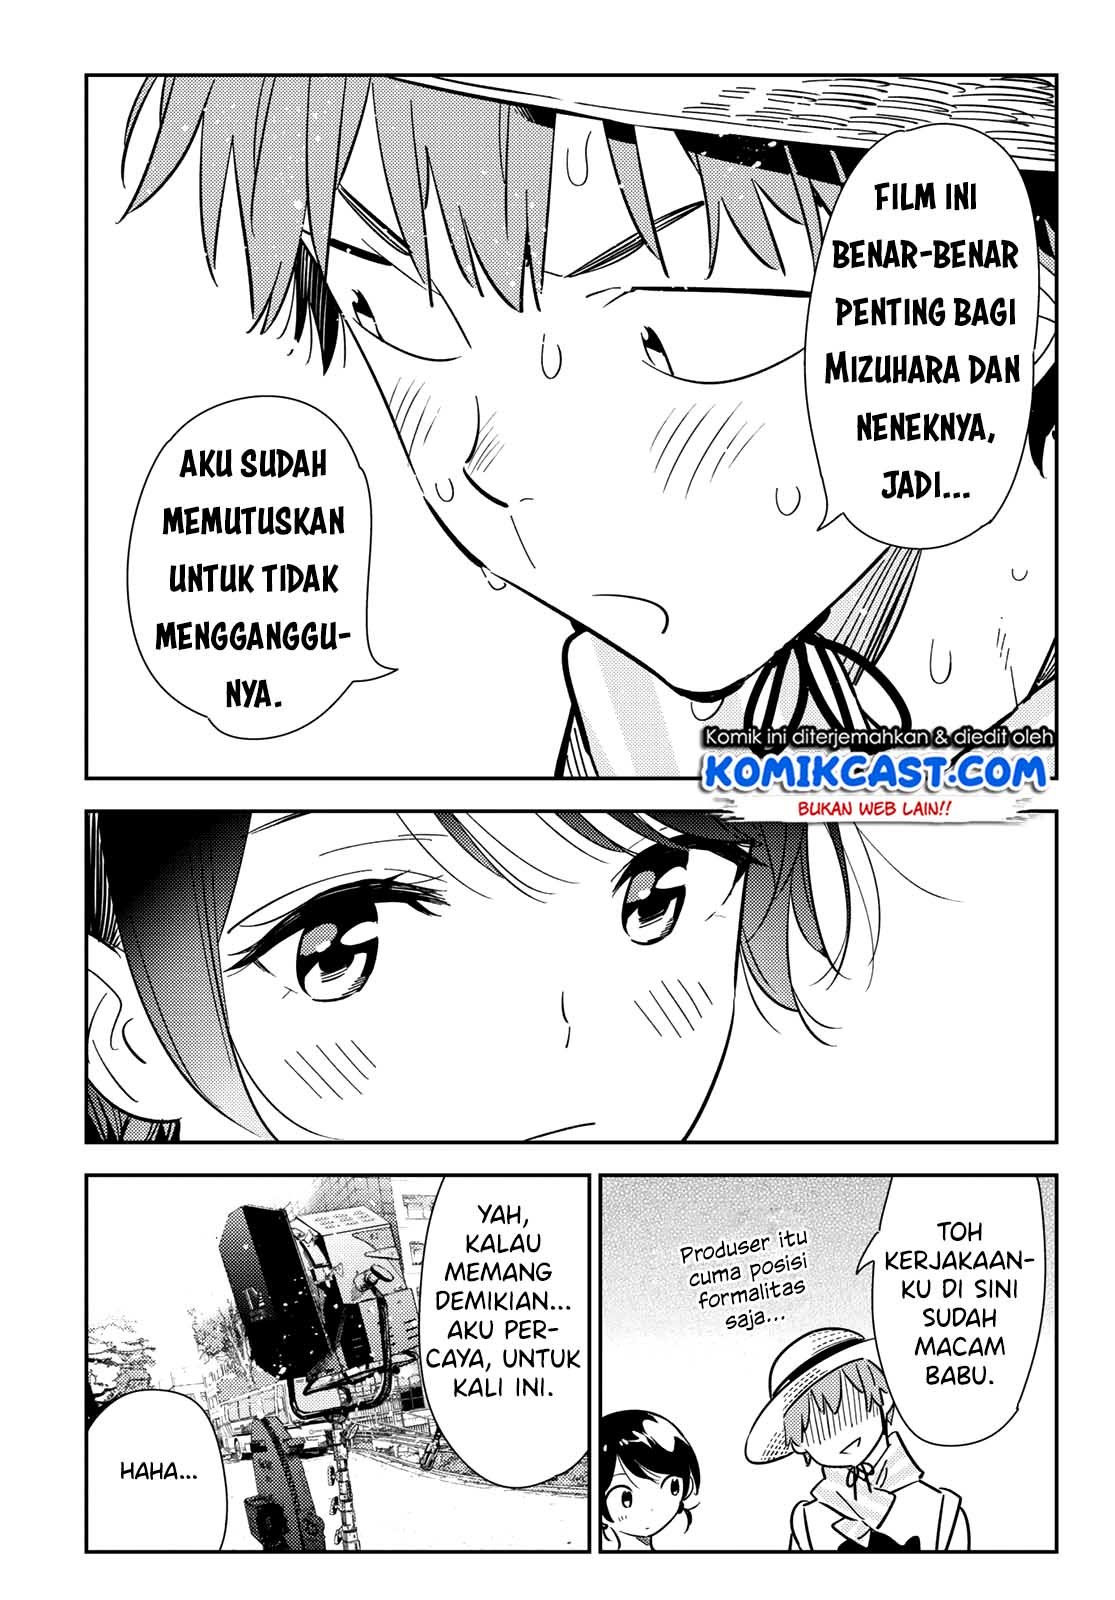 FILM INI
BENAR-BENAR
PENTING BAGI
MIZUHARA DAN
NENEKNYA,
JADI...
AKU SUDAH
MEMUTUSKAN
UNTUK TIDAK
MENGGANGGU-
NYA.
Komik ini diterjemahkan & diedit oleh
KOMIKCAST.COM
BUKAN WEB LAIN!!
TOH
KERJAKAAN-
KU DI SINI
SUDAH
MACAM
BABU.
Produser itu
cuma posisi
formalitas
saja...
YAH,
KALAU
MEMANG
DEMIKIAN...
AKU PER-
CAYA, UNTUK
KALI INI.
HAHA...